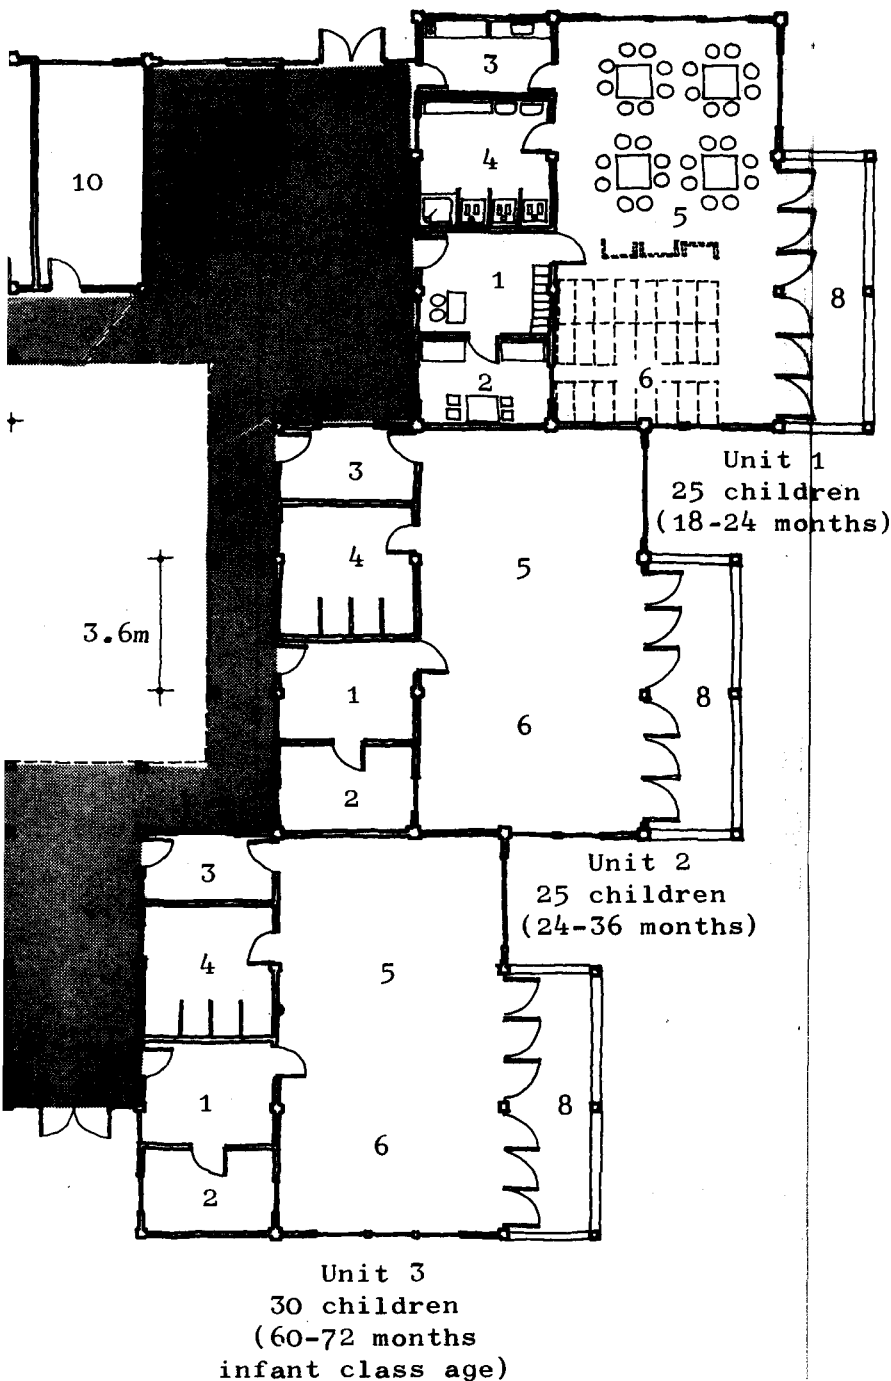 3
10
4
5
1
8
2
6
Unit 1
25 children
(18-24 months)
3
4
5
3.6m
1
8
6
2
Unit 2
25 children
(24-36 months)
3
4
5
1
8
6
2
Unit 3
30 children
(60-72 months
infant class age)